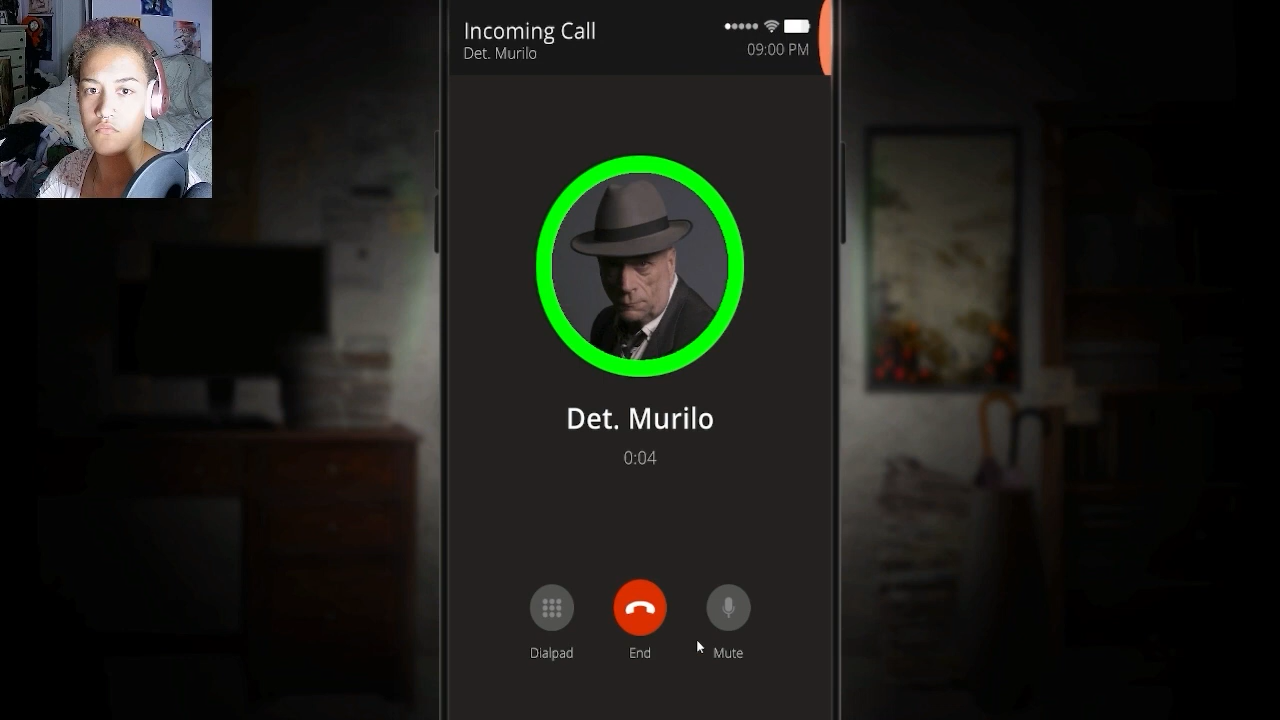 Incoming Call
Det. Murilo
09:00 PM
Det. Murilo
0:04
Dialpad
End
Mute